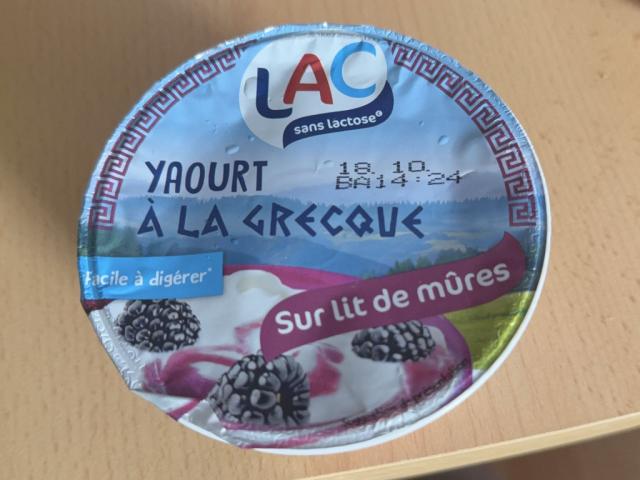 LAC
sans lactose
YAOURT
18. 10.
BA14:24
À LA GRECQUE
Facile à digérer*
Sur lit de mûres